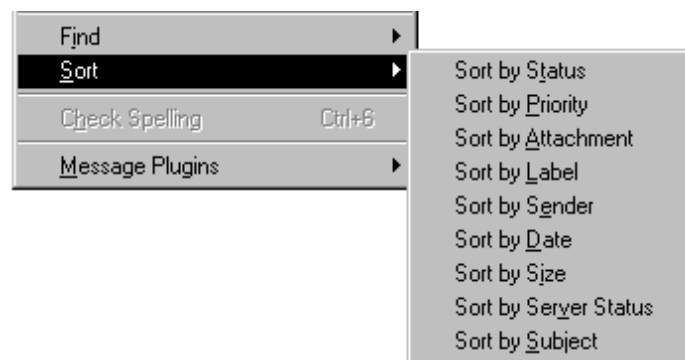 Find
Sort
Check Spelling Ctrl+6
Message Plugins
Sort by Status
Sort by Priority
Sort by Attachment
Sort by Label
Sort by Sender
Sort by Date
Sort by Size
Sort by Server Status
Sort by Subject